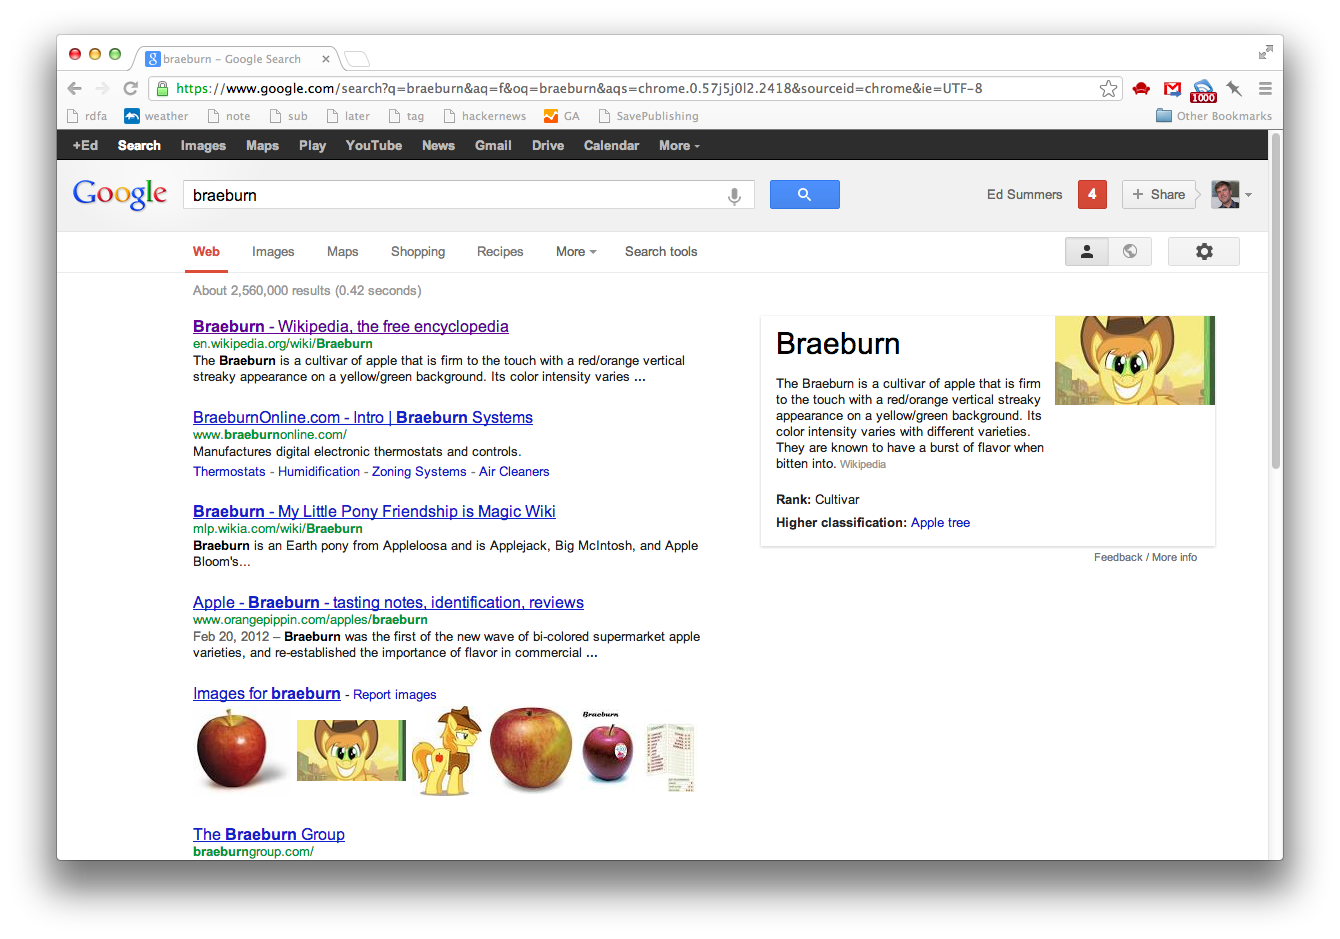 braeburn - Google Search
https://www.google.com/search?q=braeburn&aq=f&oq=braeburn&aqs=chrome.0.57j5j0l2.2418&sourceid=chrome&ie=UTF-8
1000
rdfa weather note sub later tag hackernews GA SavePublishing Other Bookmarks
+Ed Search Images Maps Play YouTube News Gmail Drive Calendar More
Google braeburn Ed Summers 4 + Share
Web Images Maps Shopping Recipes More Search tools
About 2,560,000 results (0.42 seconds)
Braeburn - Wikipedia, the free encyclopedia
en.wikipedia.org/wiki/Braeburn
The Braeburn is a cultivar of apple that is firm to the touch with a red/orange vertical
streaky appearance on a yellow/green background. Its color intensity varies ...
BraeburnOnline.com - Intro | Braeburn Systems
www.braeburnonline.com/
Manufactures digital electronic thermostats and controls.
Thermostats - Humidification - Zoning Systems - Air Cleaners
Braeburn - My Little Pony Friendship is Magic Wiki
mlp.wikia.com/wiki/Braeburn
Braeburn is an Earth pony from Appleloosa and is Applejack, Big McIntosh, and Apple
Bloom's...
Apple - Braeburn - tasting notes, identification, reviews
www.orangepippin.com/apples/braeburn
Feb 20, 2012 – Braeburn was the first of the new wave of bi-colored supermarket apple
varieties, and re-established the importance of flavor in commercial ...
Images for braeburn - Report images
Braeburn
The Braeburn Group
braeburngroup.com/
Braeburn
The Braeburn is a cultivar of apple that is firm
to the touch with a red/orange vertical streaky
appearance on a yellow/green background. Its
color intensity varies with different varieties.
They are known to have a burst of flavor when
bitten into. Wikipedia
Rank: Cultivar
Higher classification: Apple tree
Feedback / More info